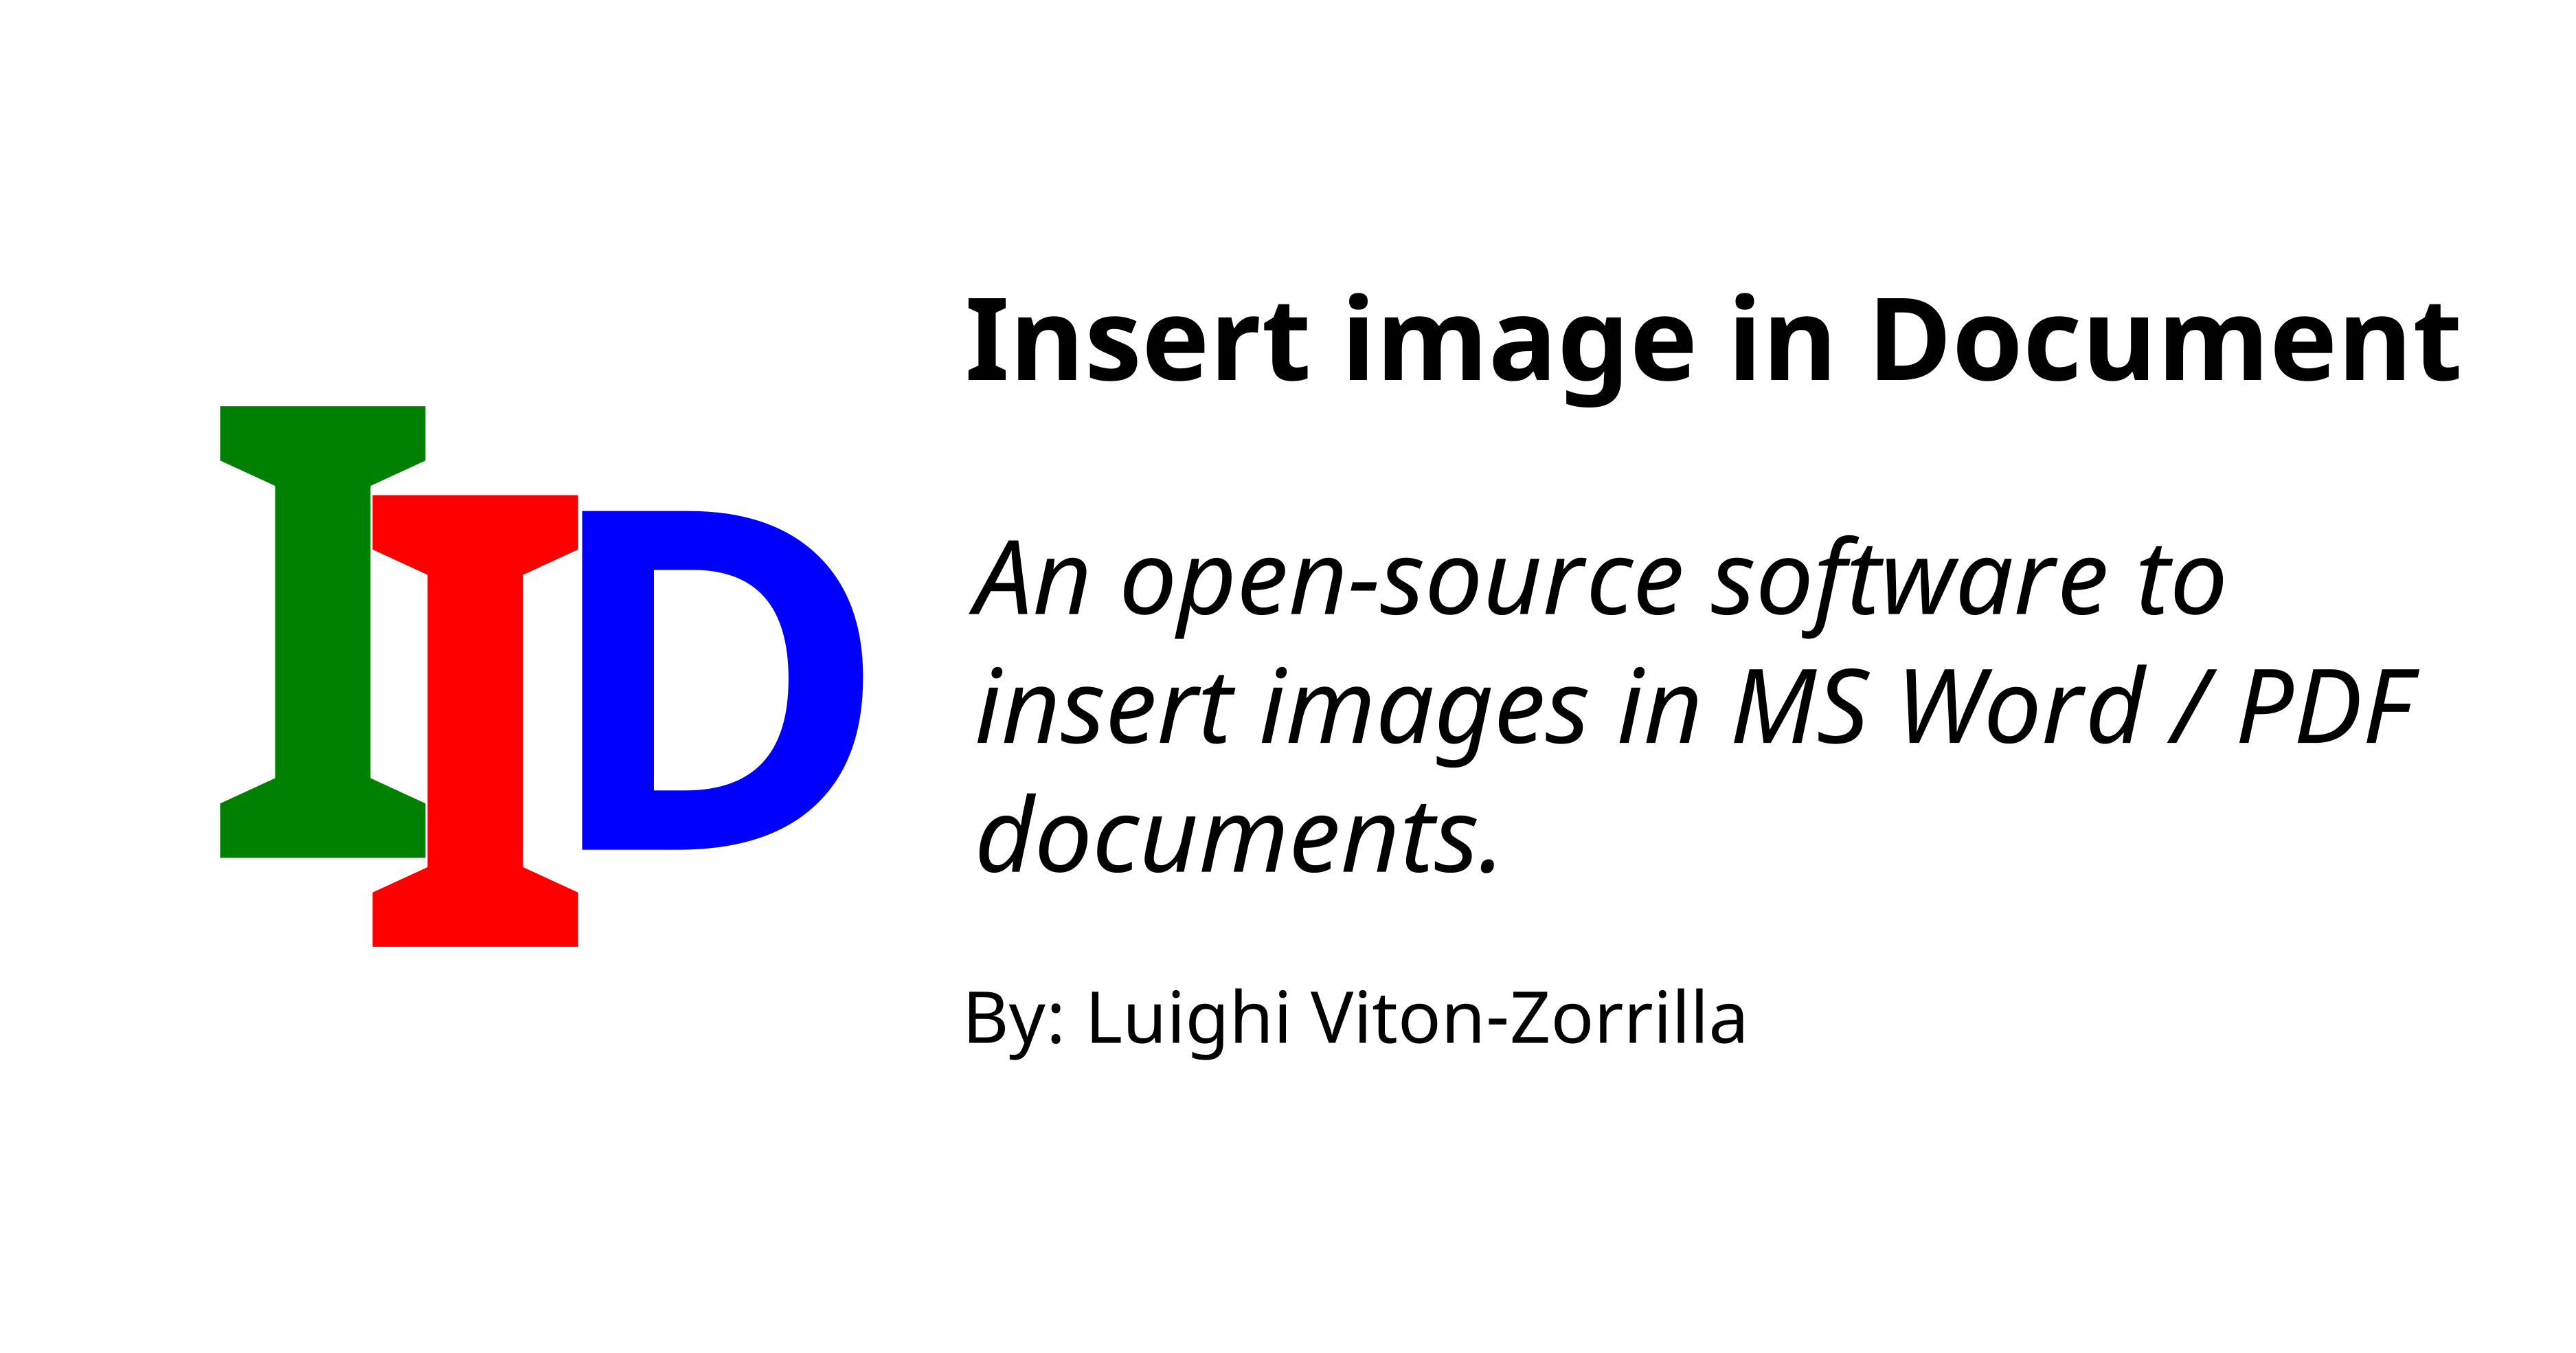 IID
Insert image in Document
An open-source software to
insert images in MS Word / PDF
documents.
By: Luighi Viton-Zorrilla